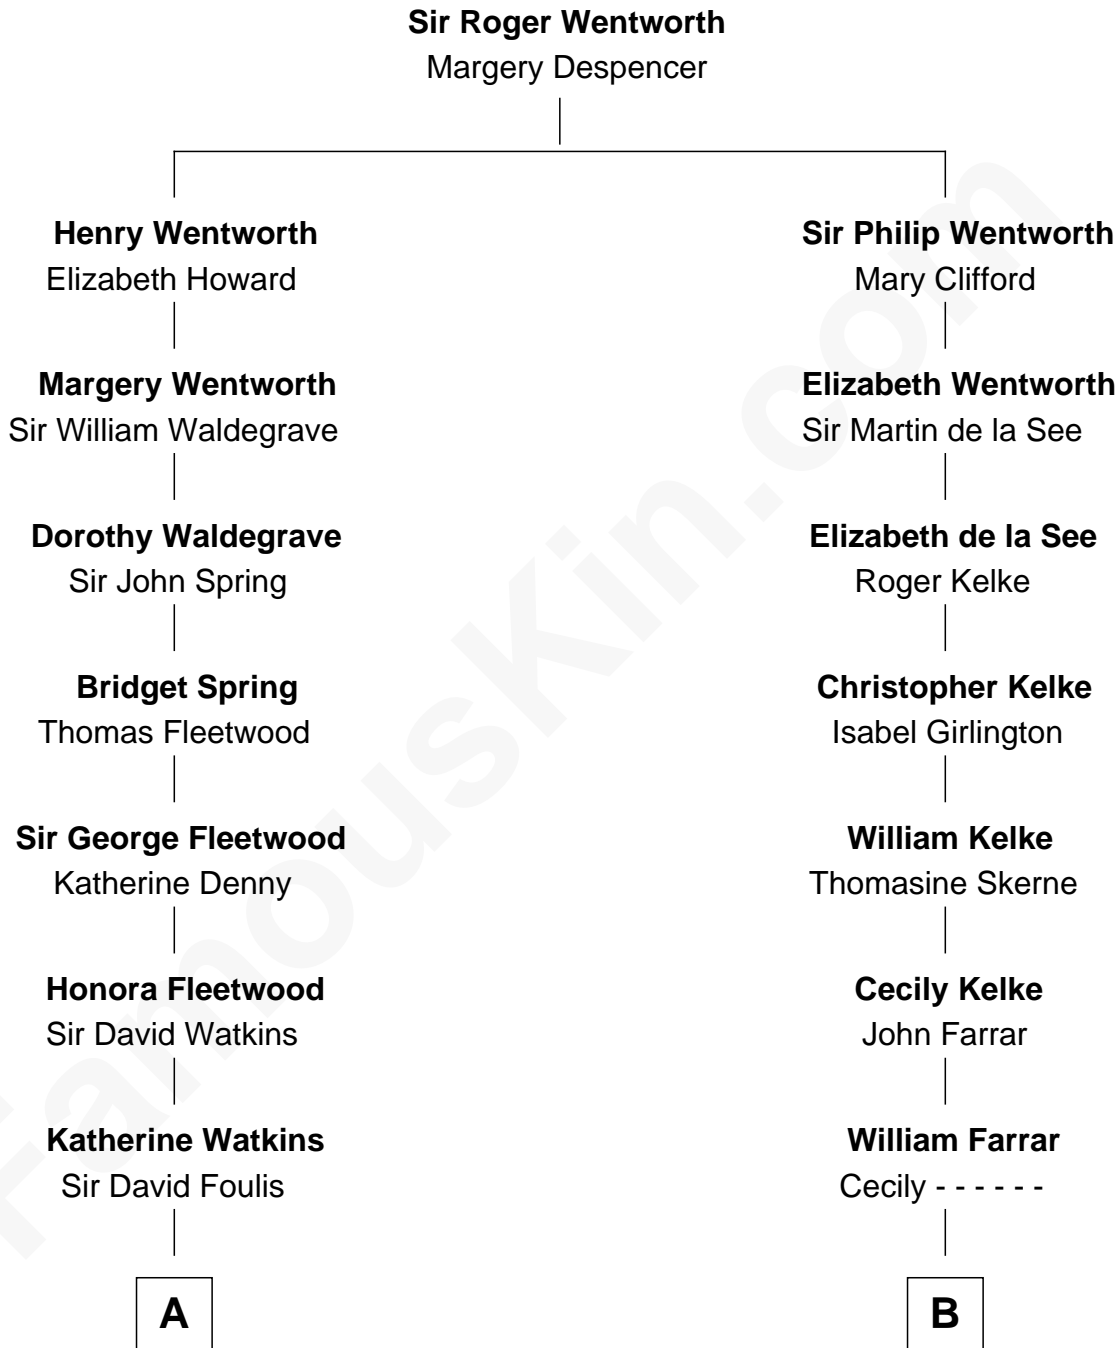 Sir Roger Wentworth
Margery Despencer
Henry Wentworth
Elizabeth Howard
Sir Philip Wentworth
Mary Clifford
Margery Wentworth
Sir William Waldegrave
Elizabeth Wentworth
Sir Martin de la See
Dorothy Waldegrave
Sir John Spring
Elizabeth de la See
Roger Kelke
Bridget Spring
Thomas Fleetwood
Christopher Kelke
Isabel Girlington
Sir George Fleetwood
Katherine Denny
William Kelke
Thomasine Skerne
Honora Fleetwood
Sir David Watkins
Cecily Kelke
John Farrar
Katherine Watkins
Sir David Foulis
William Farrar
Cecily - - - - - -
A
B
FamousKin.com